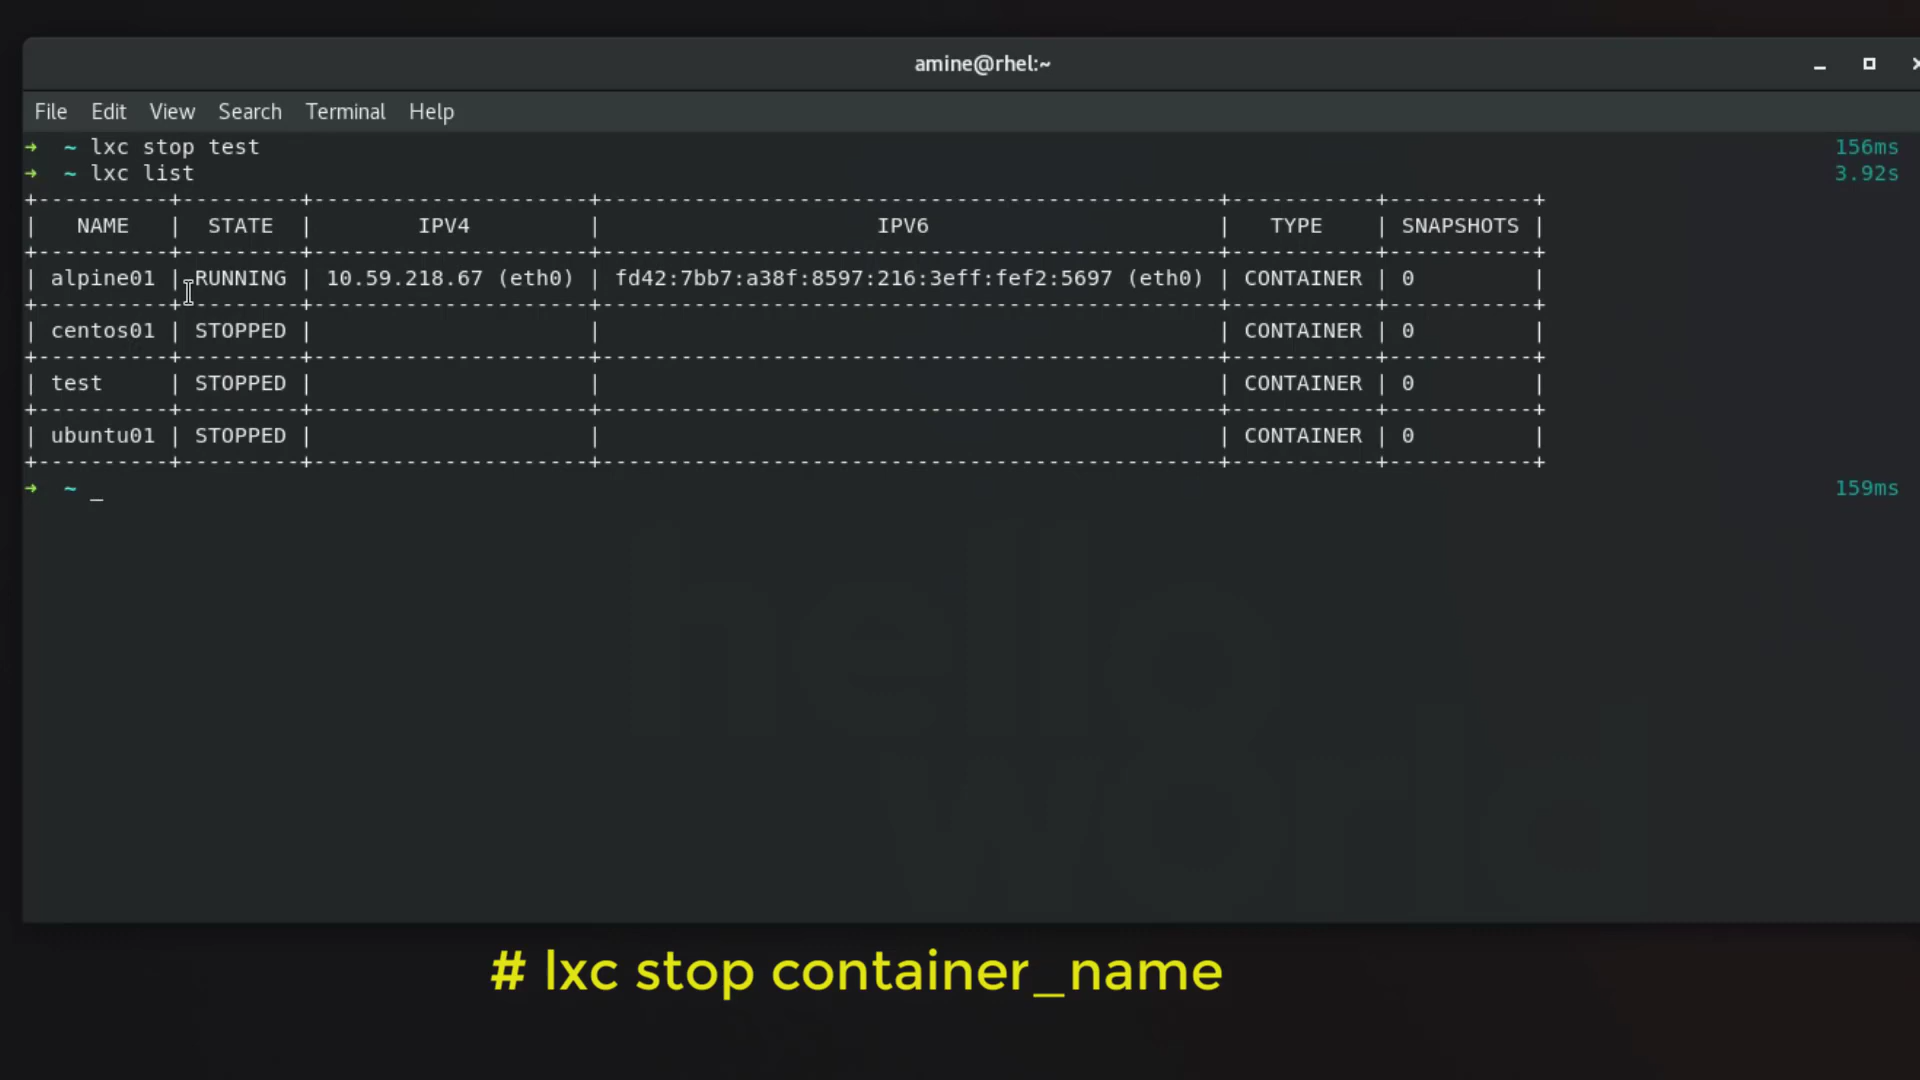 amine@rhel:~
File Edit View Search Terminal Help
➜ ~ lxc stop test 156ms
➜ ~ lxc list 3.92s
+----------+---------+----------------------+-----------------------------------------------+-----------+-----------+
| NAME | STATE | IPV4 | IPV6 | TYPE | SNAPSHOTS |
+----------+---------+----------------------+-----------------------------------------------+-----------+-----------+
| alpine01 | RUNNING | 10.59.218.67 (eth0) | fd42:7bb7:a38f:8597:216:3eff:fef2:5697 (eth0) | CONTAINER | 0 |
+----------+---------+----------------------+-----------------------------------------------+-----------+-----------+
| centos01 | STOPPED | | | CONTAINER | 0 |
+----------+---------+----------------------+-----------------------------------------------+-----------+-----------+
| test | STOPPED | | | CONTAINER | 0 |
+----------+---------+----------------------+-----------------------------------------------+-----------+-----------+
| ubuntu01 | STOPPED | | | CONTAINER | 0 |
+----------+---------+----------------------+-----------------------------------------------+-----------+-----------+
➜ ~ _ 159ms
hello
world
# lxc stop container_name